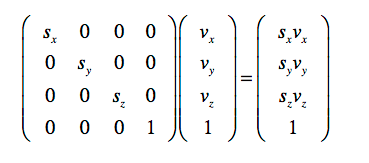 ( s_x 0 0 0 ) ( v_x ) ( s_x v_x )
( 0 s_y 0 0 ) ( v_y ) = ( s_y v_y )
( 0 0 s_z 0 ) ( v_z ) ( s_z v_z )
( 0 0 0 1 ) ( 1 ) ( 1 )